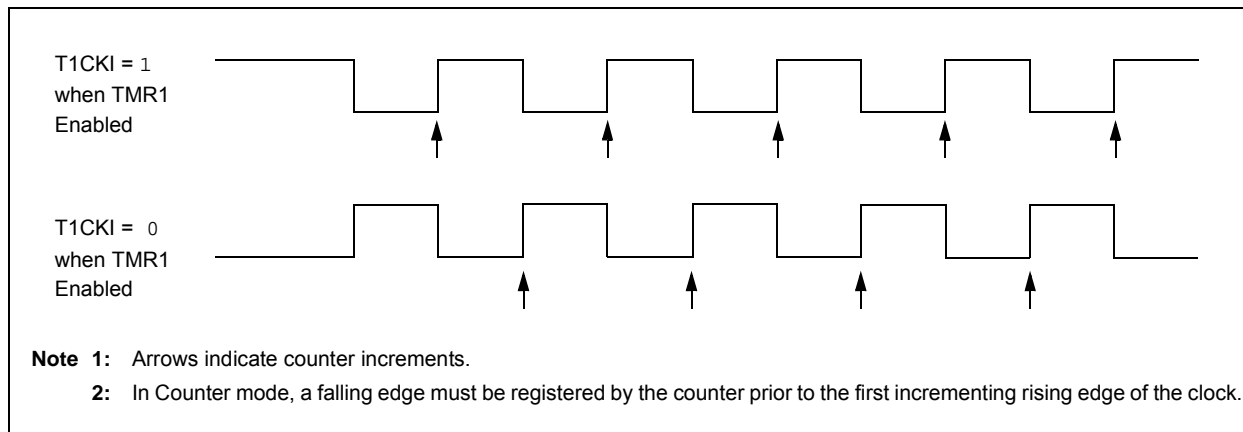 T1CKI = 1
when TMR1
Enabled
T1CKI = 0
when TMR1
Enabled
Note 1: Arrows indicate counter increments.
2: In Counter mode, a falling edge must be registered by the counter prior to the first incrementing rising edge of the clock.